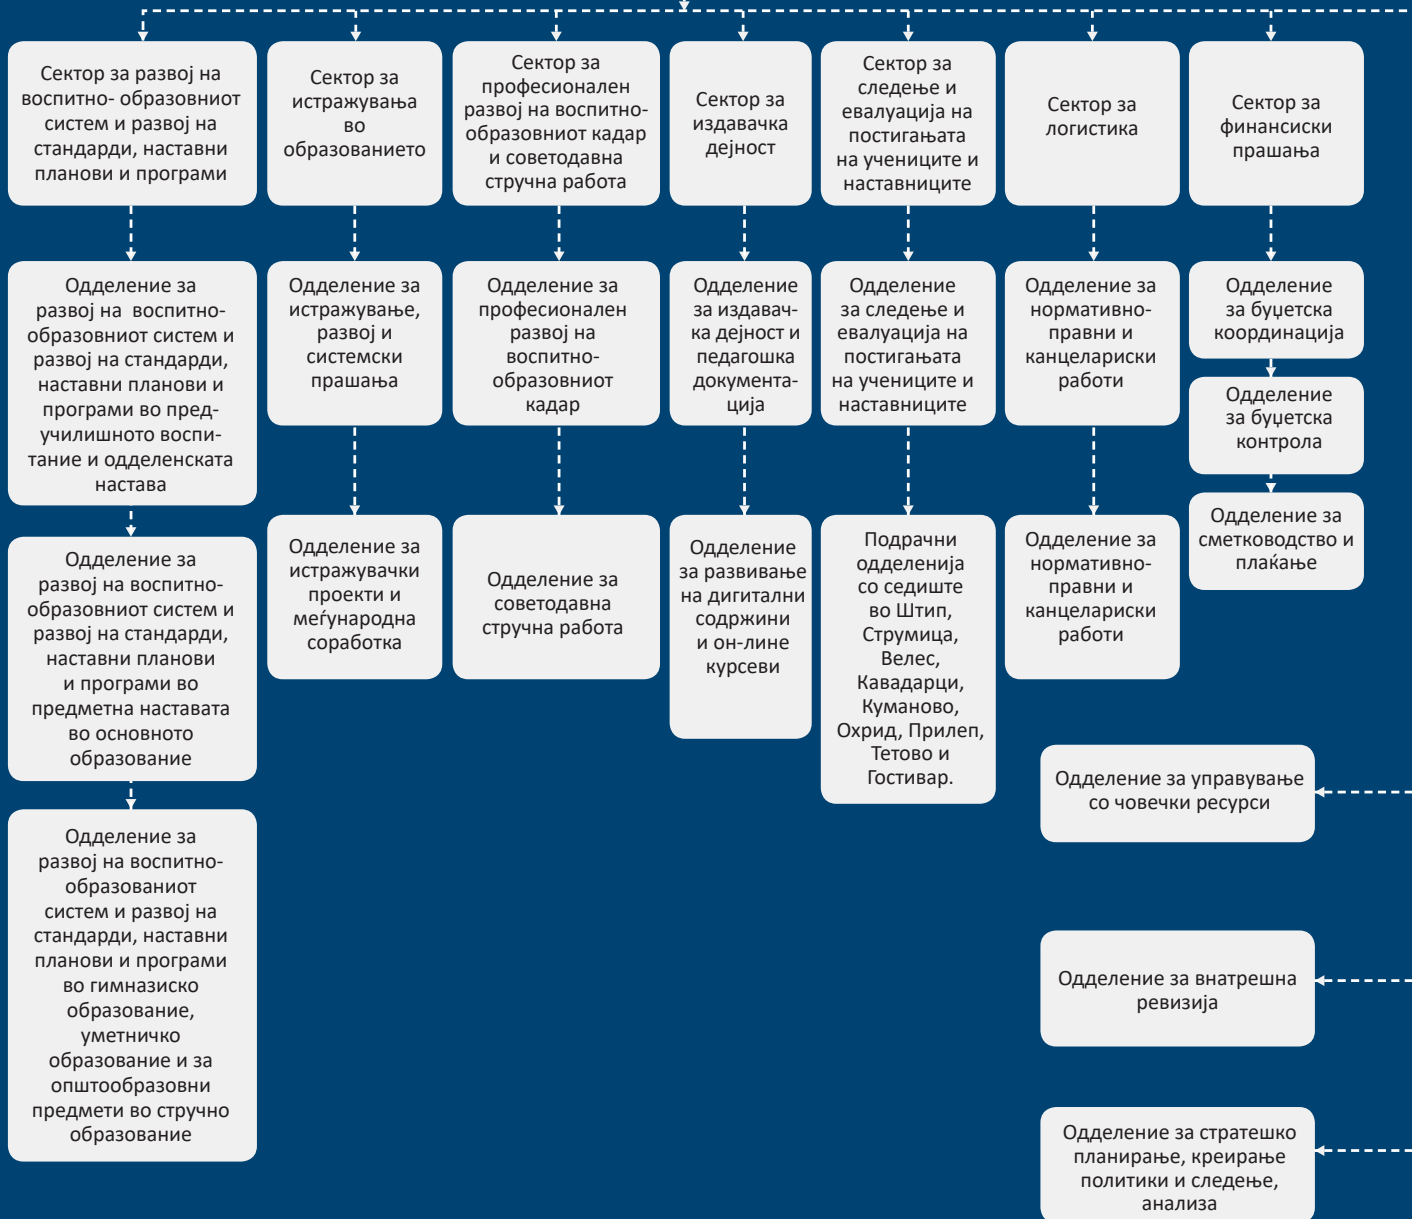 Сектор за развој на
воспитно- образовниот
систем и развој на
стандарди, наставни
планови и програми
Сектор за
истражувања
во
образованието
Сектор за
професионален
развој на воспитно-
образовниот кадар
и советодавна
стручна работа
Сектор за
издавачка
дејност
Сектор за
следење и
евалуација на
постигањата
на учениците и
наставниците
Сектор за
логистика
Сектор за
финансиски
прашања
Одделение за
развој на воспитно-
образовниот систем и
развој на стандарди,
наставни планови и
програми во пред-
училишното воспи-
тание и одделенската
настава
Одделение за
истражување,
развој и
системски
прашања
Одделение за
професионален
развој на
воспитно-
образовниот
кадар
Одделение
за издавач-
ка дејност и
педагошка
документа-
ција
Одделение
за следење и
евалуација на
постигањата
на учениците и
наставниците
Одделение за
нормативно-
правни и
канцелариски
работи
Одделение
за буџетска
координација
Одделение
за буџетска
контрола
Одделение за
сметководство и
плаќање
Одделение за
развој на воспитно-
образовниот систем и
развој на стандарди,
наставни планови
и програми во
предметна наставата
во основното
образование
Одделение за
истражувачки
проекти и
меѓународна
соработка
Одделение за
советодавна
стручна работа
Одделение
за развивање
на дигитални
содржини
и он-лине
курсеви
Подрачни
одделенија
со седиште
во Штип,
Струмица,
Велес,
Кавадарци,
Куманово,
Охрид, Прилеп,
Тетово и
Гостивар.
Одделение за
нормативно-
правни и
канцелариски
работи
Одделение за
развој на воспитно-
образованиот
систем и развој на
стандарди, наставни
планови и програми
во гимназиско
образование,
уметничко
образование и за
општообразовни
предмети во стручно
образование
Одделение за управување
со човечки ресурси
Одделение за внатрешна
ревизија
Одделение за стратешко
планирање, креирање
политики и следење,
анализа